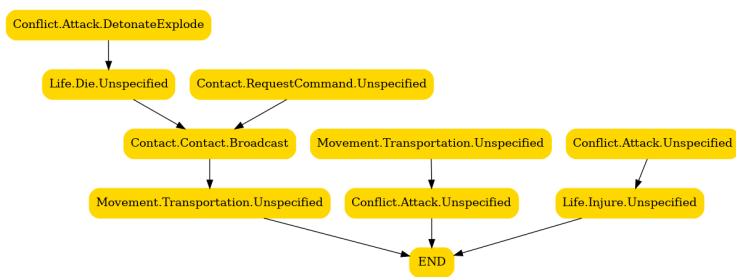 Conflict.Attack.DetonateExplode
Life.Die.Unspecified
Contact.RequestCommand.Unspecified
Contact.Contact.Broadcast
Movement.Transportation.Unspecified
Conflict.Attack.Unspecified
Movement.Transportation.Unspecified
Conflict.Attack.Unspecified
Life.Injure.Unspecified
END